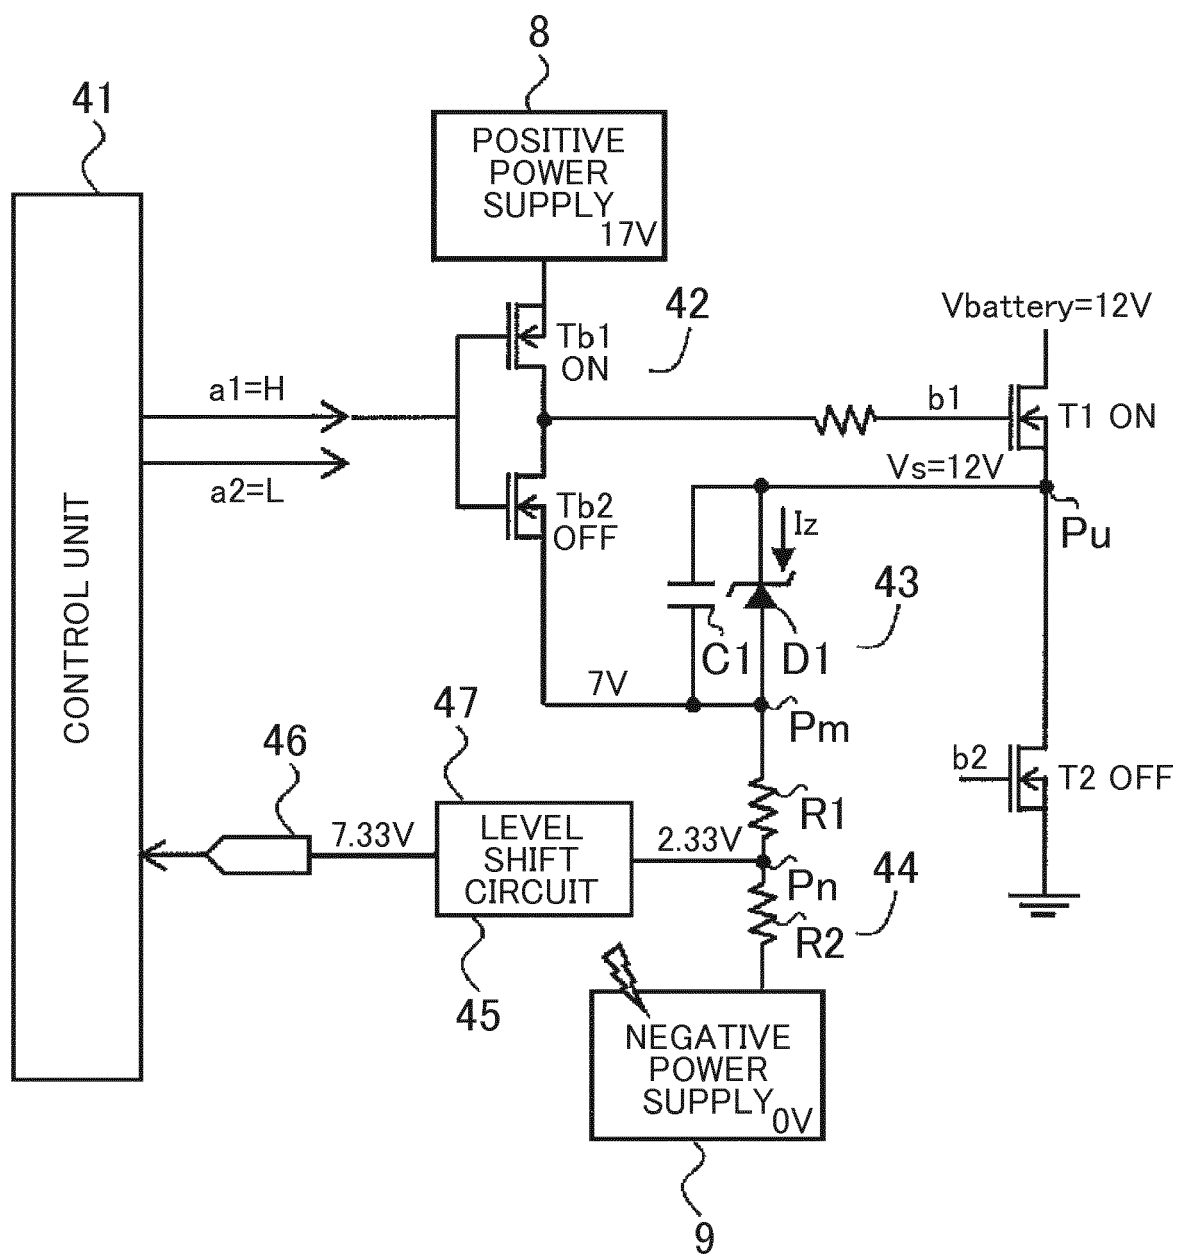 8
41
POSITIVE
POWER
SUPPLY
17V
42
Vbattery=12V
Tb1
ON
a1=H
b1
T1 ON
a2=L
Vs=12V
Tb2
OFF
Iz
Pu
43
C1
D1
CONTROL UNIT
7V
47
Pm
46
b2
T2 OFF
R1
7.33V
LEVEL
SHIFT
CIRCUIT
2.33V
Pn
44
R2
45
NEGATIVE
POWER
SUPPLY
0V
9